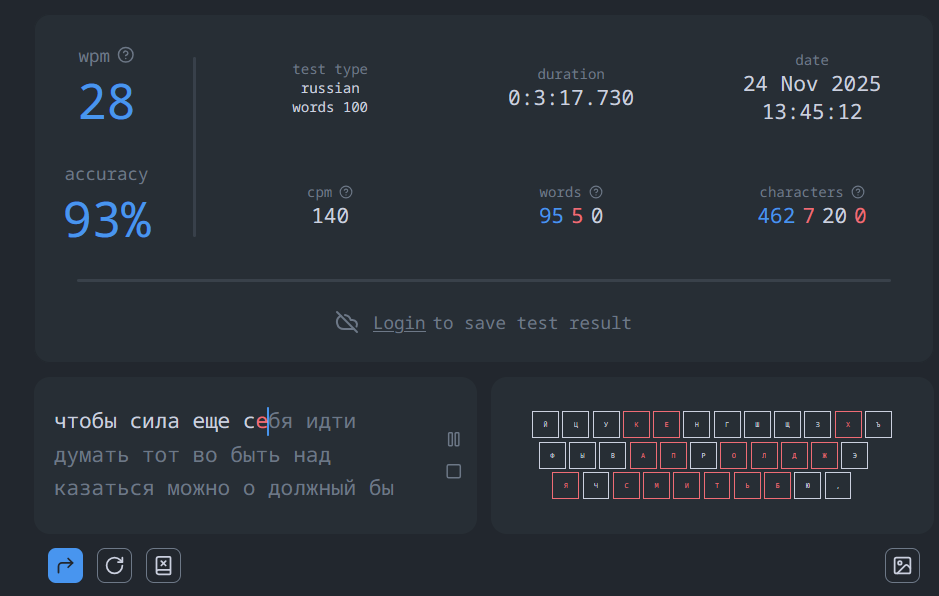 wpm
28
accuracy
93%
test type
russian
words 100
duration
0:3:17.730
date
24 Nov 2025
13:45:12
cpm
140
words
95 5 0
characters
462 7 20 0
Login to save test result
чтобы сила еще себя идти
думать тот во быть над
казаться можно о должный бы
Й Ц У К Е Н Г Ш Щ З Х Ъ
Ф Ы В А П Р О Л Д Ж Э
Я Ч С М И Т Ь Б Ю ,